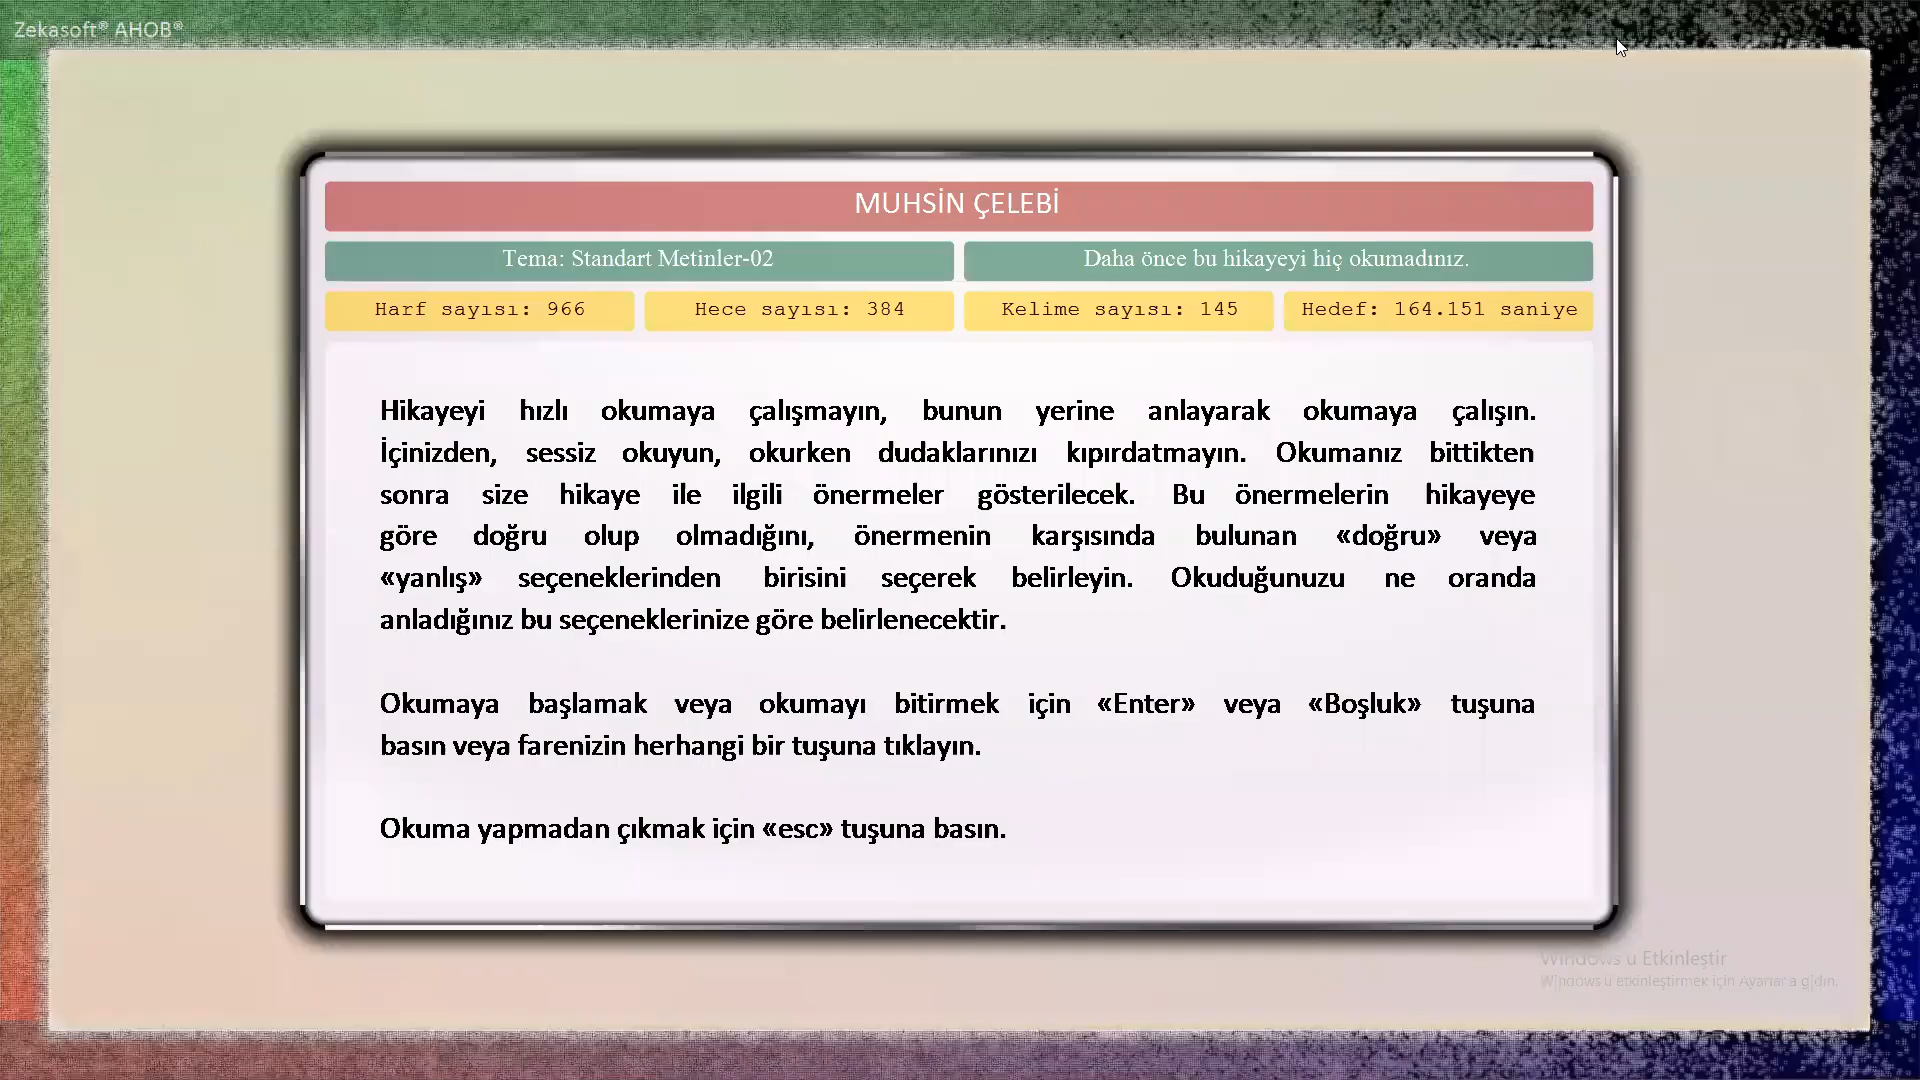 Zekasoft® AHOB®
MUHSİN ÇELEBİ
Tema: Standart Metinler-02
Daha önce bu hikayeyi hiç okumadınız.
Harf sayısı: 966
Hece sayısı: 384
Kelime sayısı: 145
Hedef: 164.151 saniye
Hikayeyi hızlı okumaya çalışmayın, bunun yerine anlayarak okumaya çalışın.
İçinizden, sessiz okuyun, okurken dudaklarınızı kıpırdatmayın. Okumanız bittikten
sonra size hikaye ile ilgili önermeler gösterilecek. Bu önermelerin hikayeye
göre doğru olup olmadığını, önermenin karşısında bulunan «doğru» veya
«yanlış» seçeneklerinden birisini seçerek belirleyin. Okuduğunuzu ne oranda
anladığınız bu seçeneklerinize göre belirlenecektir.
Okumaya başlamak veya okumayı bitirmek için «Enter» veya «Boşluk» tuşuna
basın veya farenizin herhangi bir tuşuna tıklayın.
Okuma yapmadan çıkmak için «esc» tuşuna basın.
Windows'u Etkinleştir
Windows'u etkinleştirmek için Ayarlar'a gidin.